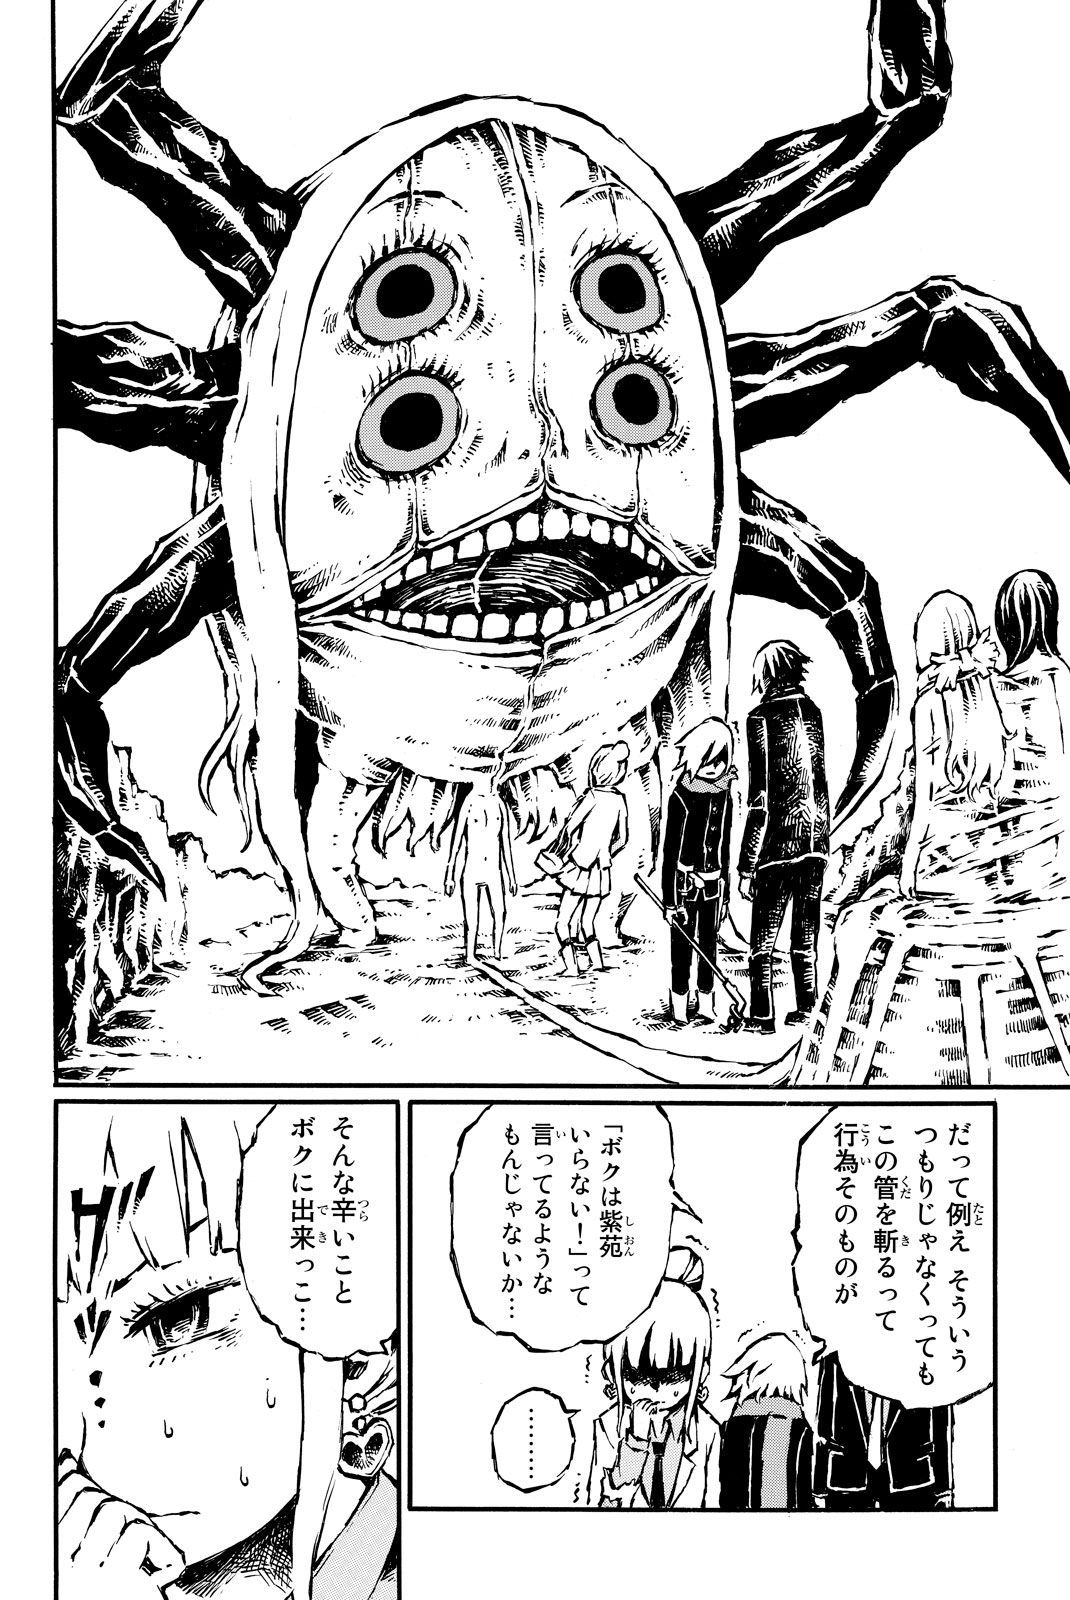 だって例え そういう
つもりじゃなくっても
この管を斬るって
行為そのものが
「ボクは紫苑
いらない！」って
言ってるような
もんじゃないか…
………
そんな辛いこと
ボクに出来っこ…